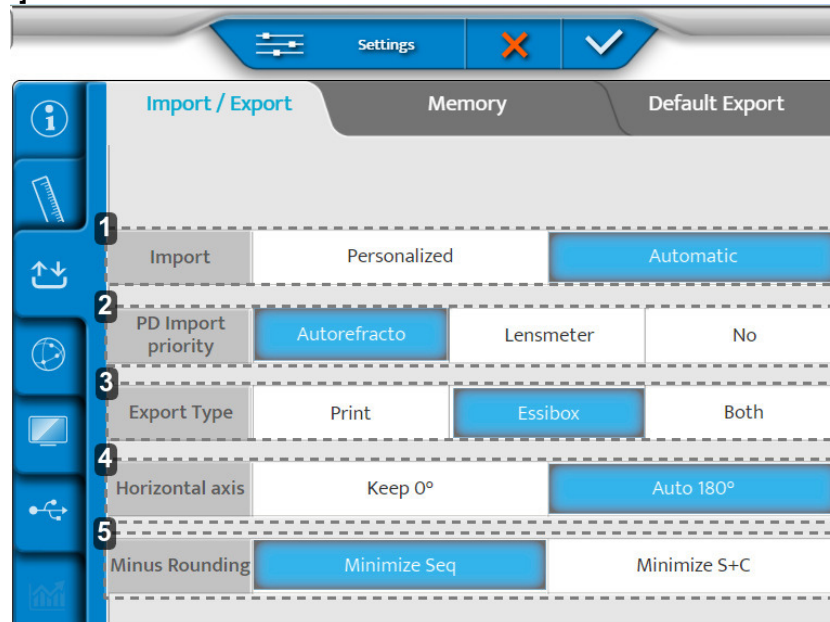 Settings
Import / Export Memory Default Export
1
Import Personalized Automatic
2
PD Import
priority Autorefracto Lensmeter No
3
Export Type Print Essibox Both
4
Horizontal axis Keep 0° Auto 180°
5
Minus Rounding Minimize Seq Minimize S+C